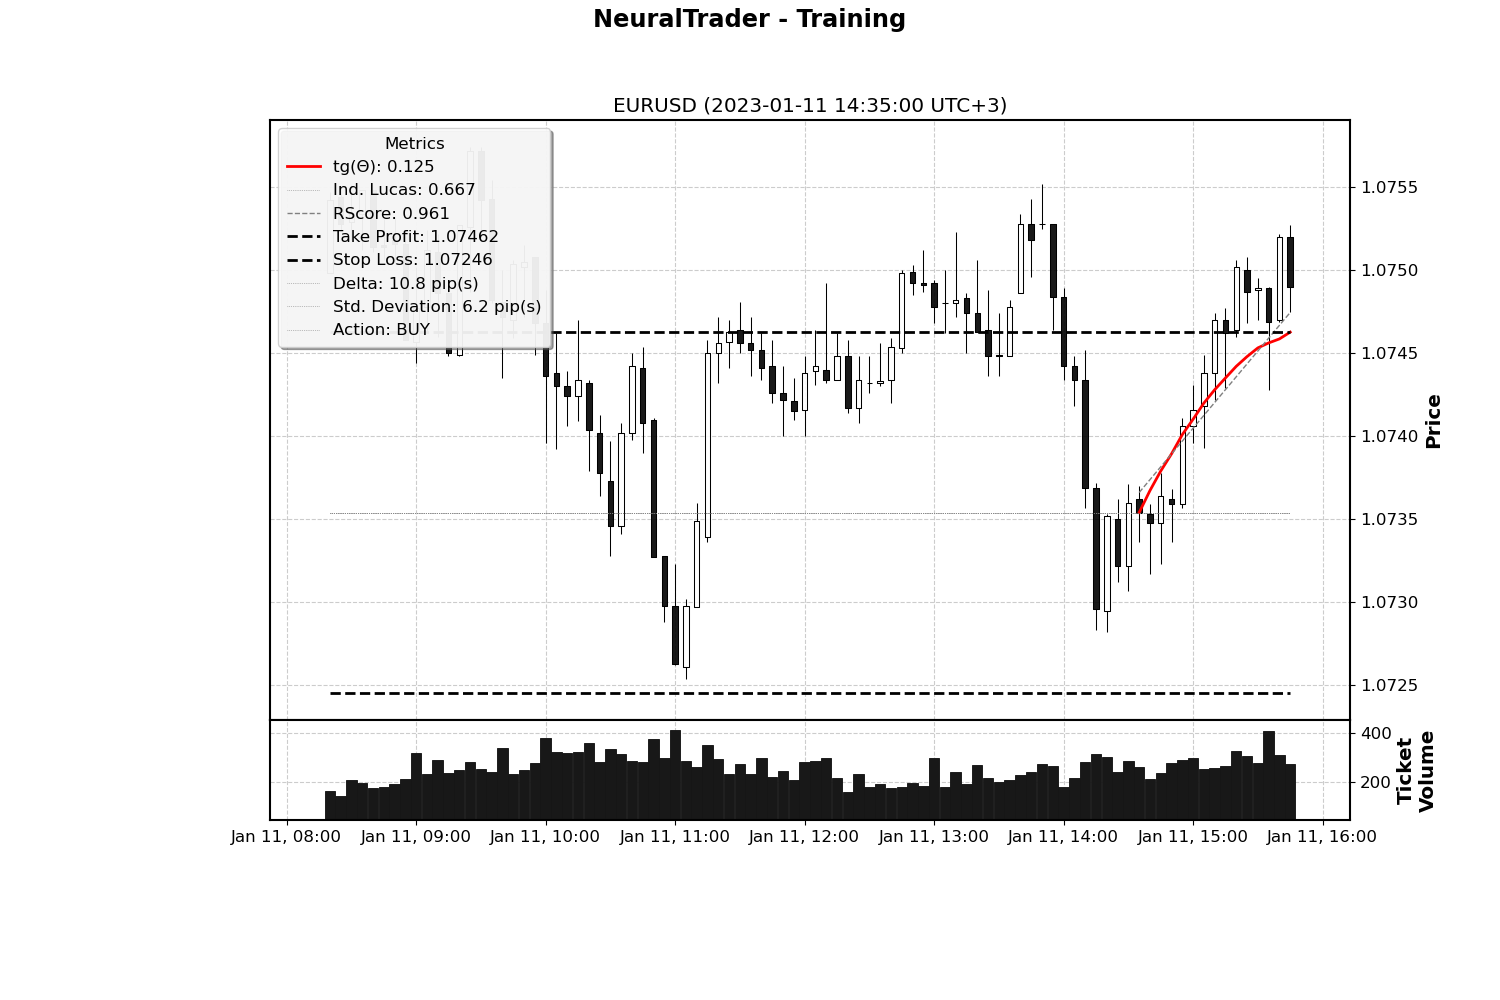 NeuralTrader - Training
EURUSD (2023-01-11 14:35:00 UTC+3)
Metrics
tg(Θ): 0.125
Ind. Lucas: 0.667
RScore: 0.961
Take Profit: 1.07462
Stop Loss: 1.07246
Delta: 10.8 pip(s)
Std. Deviation: 6.2 pip(s)
Action: BUY
1.0755
1.0750
1.0745
1.0740
1.0735
1.0730
1.0725
Price
400
200
Ticket
Volume
Jan 11, 08:00
Jan 11, 09:00
Jan 11, 10:00
Jan 11, 11:00
Jan 11, 12:00
Jan 11, 13:00
Jan 11, 14:00
Jan 11, 15:00
Jan 11, 16:00